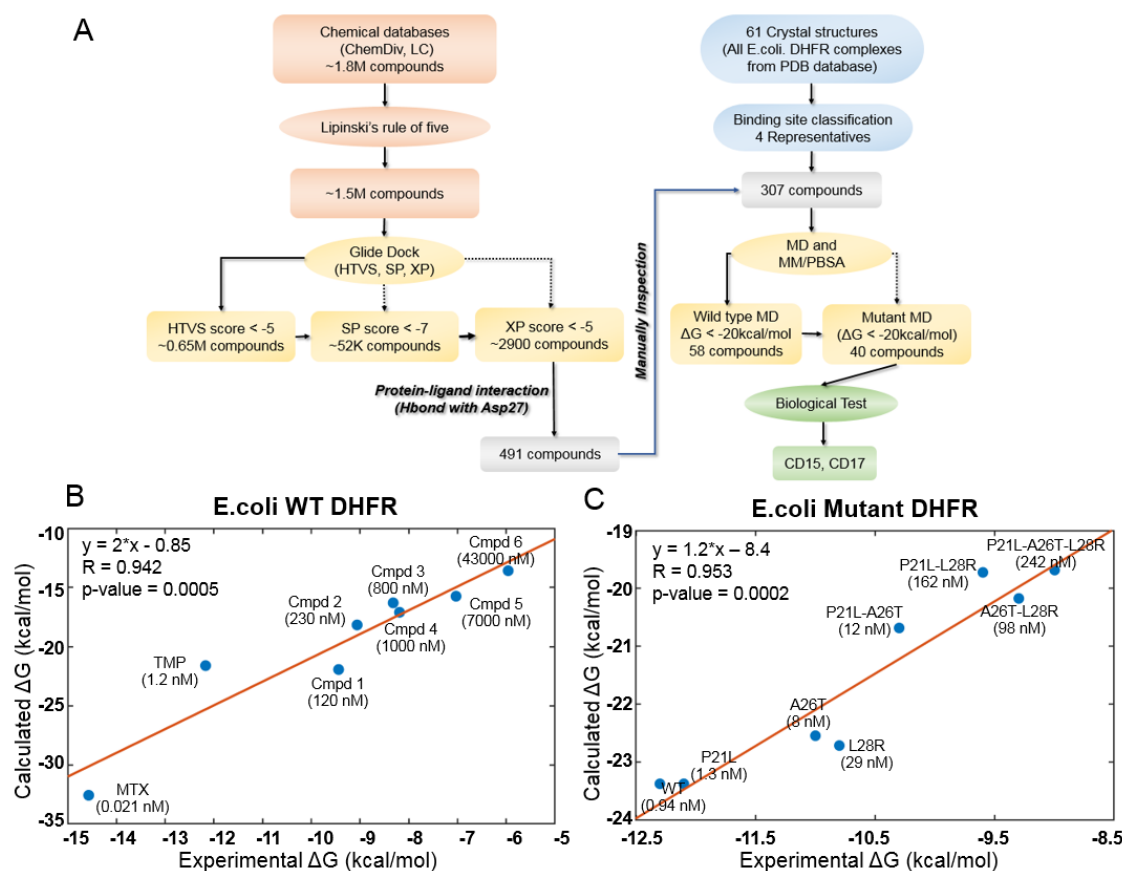 A
Chemical databases
(ChemDiv, LC)
~1.8M compounds
Lipinski's rule of five
~1.5M compounds
Glide Dock
(HTVS, SP, XP)
HTVS score < -5
~0.65M compounds
SP score < -7
~52K compounds
XP score < -5
~2900 compounds
Protein-ligand interaction
(Hbond with Asp27)
491 compounds
Manually Inspection
61 Crystal structures
(All E.coli. DHFR complexes
from PDB database)
Binding site classification
4 Representatives
307 compounds
MD and
MM/PBSA
Wild type MD
ΔG < -20kcal/mol
58 compounds
Mutant MD
(ΔG < -20kcal/mol)
40 compounds
Biological Test
CD15, CD17
B
E.coli WT DHFR
y = 2*x - 0.85
R = 0.942
p-value = 0.0005
Cmpd 6
(43000 nM)
Cmpd 3
(800 nM)
Cmpd 2
(230 nM)
Cmpd 4
(1000 nM)
Cmpd 5
(7000 nM)
TMP
(1.2 nM)
Cmpd 1
(120 nM)
MTX
(0.021 nM)
-10
-15
-20
-25
-30
-35
Calculated ΔG (kcal/mol)
-15 -14 -13 -12 -11 -10 -9 -8 -7 -6 -5
Experimental ΔG (kcal/mol)
C
E.coli Mutant DHFR
y = 1.2*x – 8.4
R = 0.953
p-value = 0.0002
P21L-A26T-L28R
(242 nM)
P21L-L28R
(162 nM)
P21L-A26T
(12 nM)
A26T-L28R
(98 nM)
A26T
(8 nM)
L28R
(29 nM)
P21L
(1.3 nM)
WT
(0.94 nM)
-19
-20
-21
-22
-23
-24
Calculated ΔG (kcal/mol)
-12.5 -11.5 -10.5 -9.5 -8.5
Experimental ΔG (kcal/mol)